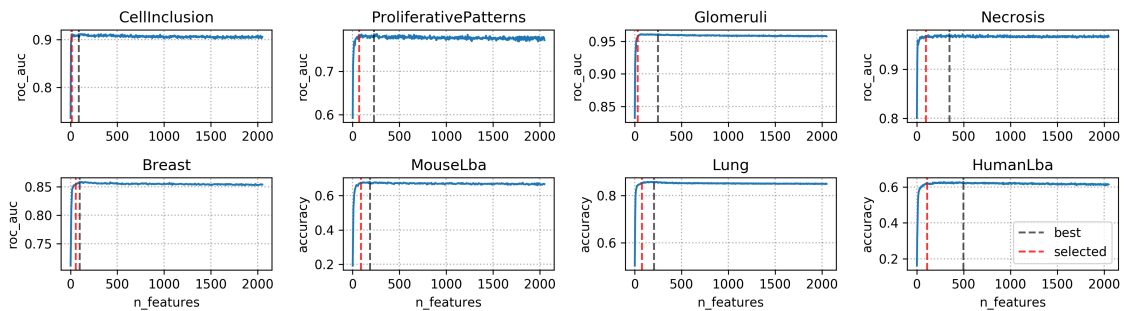 CellInclusion
roc_auc
0.9
0.8
0
500
1000
1500
2000
ProliferativePatterns
roc_auc
0.7
0.6
0
500
1000
1500
2000
Glomeruli
roc_auc
0.95
0.90
0.85
0
500
1000
1500
2000
Necrosis
roc_auc
0.9
0.8
0
500
1000
1500
2000
Breast
roc_auc
0.85
0.80
0.75
0
500
1000
1500
2000
n_features
MouseLba
accuracy
0.6
0.4
0.2
0
500
1000
1500
2000
n_features
Lung
accuracy
0.8
0.6
0
500
1000
1500
2000
n_features
HumanLba
accuracy
0.6
0.4
0.2
best
selected
0
500
1000
1500
2000
n_features